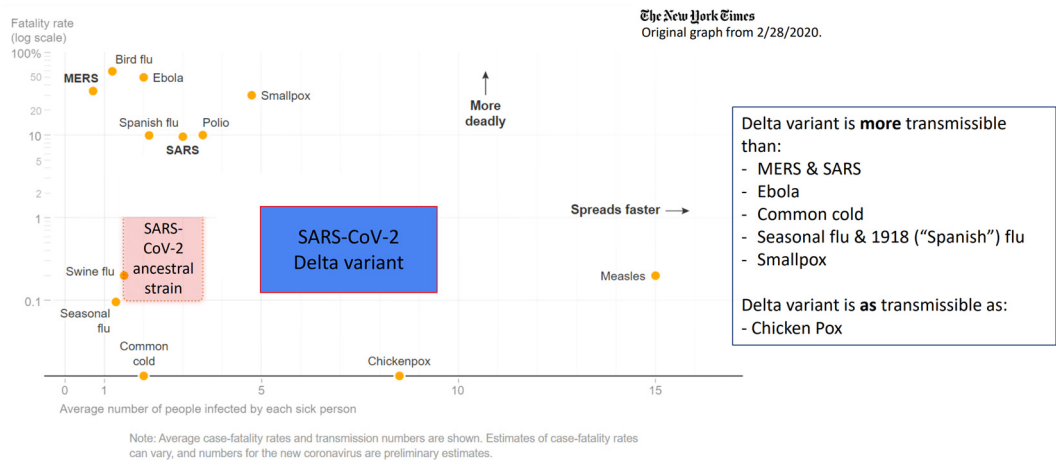 Fatality rate
(log scale)
The New York Times
Original graph from 2/28/2020.
100%
Bird flu
MERS
50
Ebola
Smallpox
20
More
deadly
Spanish flu
Polio
10
SARS
5
2
1
Spreads faster
SARS-
CoV-2
ancestral
strain
SARS-CoV-2
Delta variant
0.5
Swine flu
Measles
0.2
0.1
Seasonal
flu
Common
cold
Chickenpox
0
1
5
10
15
Average number of people infected by each sick person
Note: Average case-fatality rates and transmission numbers are shown. Estimates of case-fatality rates
can vary, and numbers for the new coronavirus are preliminary estimates.
Delta variant is more transmissible
than:
- MERS & SARS
- Ebola
- Common cold
- Seasonal flu & 1918 (“Spanish”) flu
- Smallpox
Delta variant is as transmissible as:
- Chicken Pox